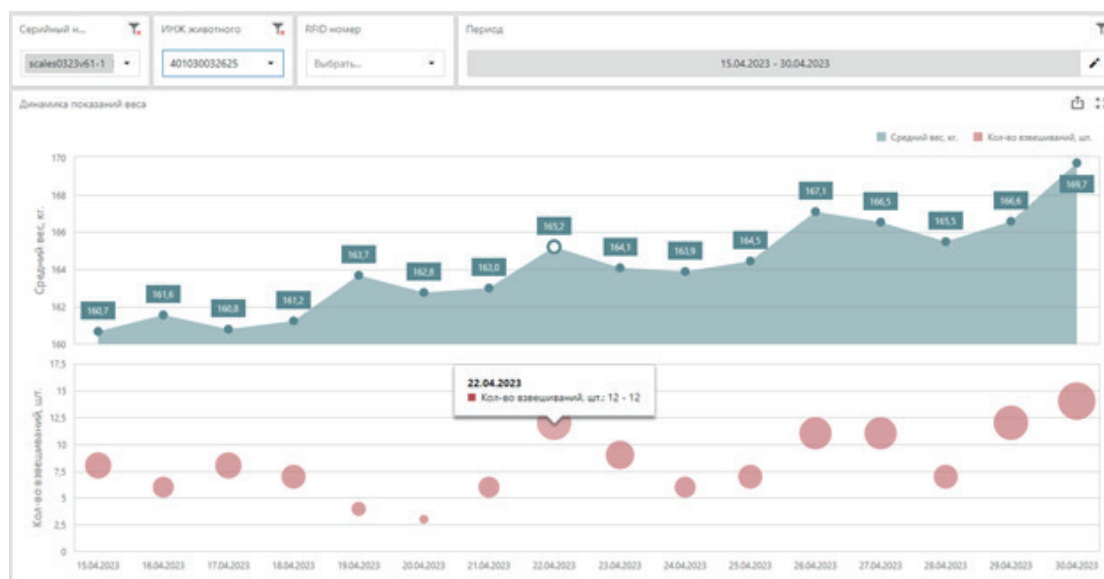 Серийный н... ИНЖ животного RFID номер Период
scales0323v61-1 401030032625 Выбрать... 15.04.2023 - 30.04.2023
Динамика показаний веса
Средний вес, кг. Кол-во взвешиваний, шт.
Средний вес, кг.
170
168
166
164
162
160
160,7 161,6 160,8 161,2 163,7 162,8 163,0 165,2 164,1 163,9 164,5 167,1 166,5 165,5 166,6 169,7
Кол-во взвешиваний, шт.
17,5
15
12,5
10
7,5
5
2,5
0
22.04.2023
Кол-во взвешиваний, шт.: 12 - 12
15.04.2023 16.04.2023 17.04.2023 18.04.2023 19.04.2023 20.04.2023 21.04.2023 22.04.2023 23.04.2023 24.04.2023 25.04.2023 26.04.2023 27.04.2023 28.04.2023 29.04.2023 30.04.2023